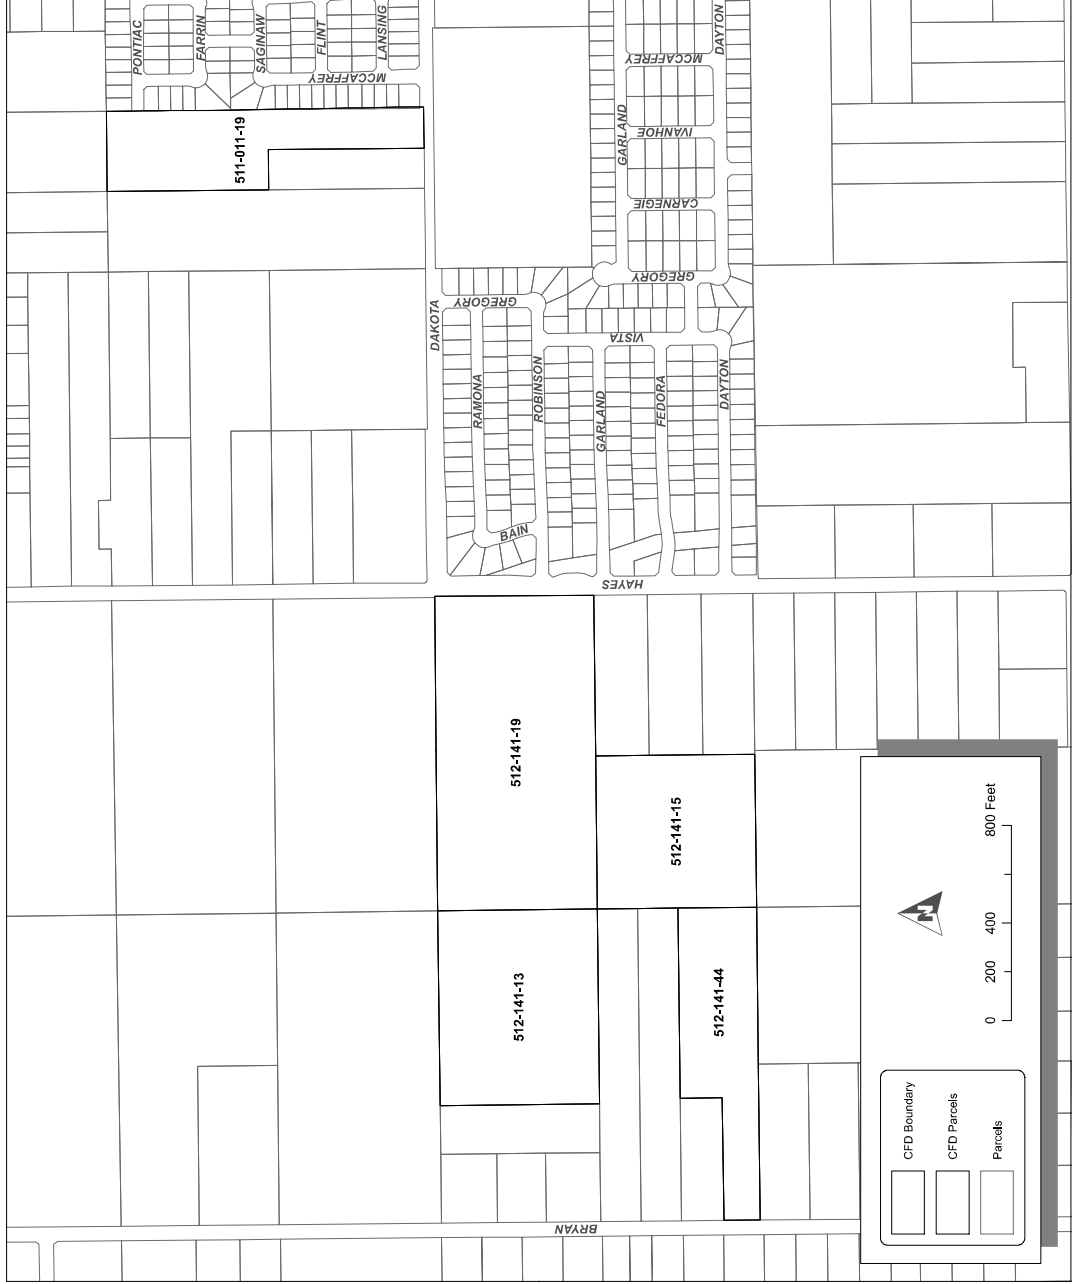 PONTIAC
FARRIN
SAGINAW
FLINT
LANSING
MCCAFFREY
DAYTON
MCCAFFREY
GARLAND
IVANHOE
CARNEGIE
GREGORY
511-011-19
DAKOTA
GREGORY
VISTA
RAMONA
ROBINSON
GARLAND
FEDORA
DAYTON
BAIN
HAYES
512-141-19
512-141-15
512-141-13
512-141-44
BRYAN
N
0 200 400 800 Feet
CFD Boundary
CFD Parcels
Parcels